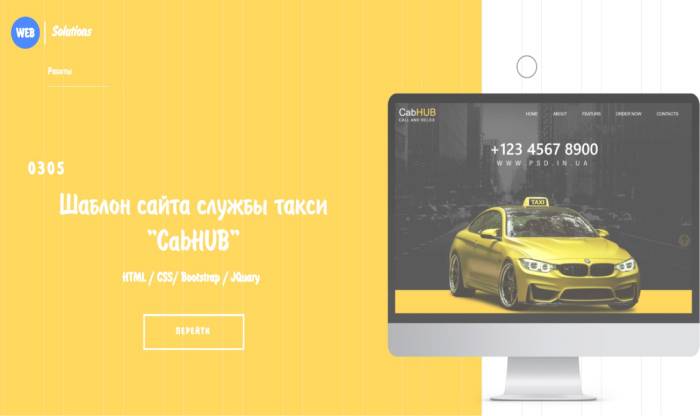 WEB Solutions
Работы
0305
Шаблон сайта службы такси
"CabHUB"
HTML / CSS/ Bootstrap / JQuary
ПЕРЕЙТИ
CabHUB
CALL AND RELAX
HOME ABOUT FEATURE ORDER NOW CONTACTS
+123 4567 8900
WWW.PSD.IN.UA
TAXI